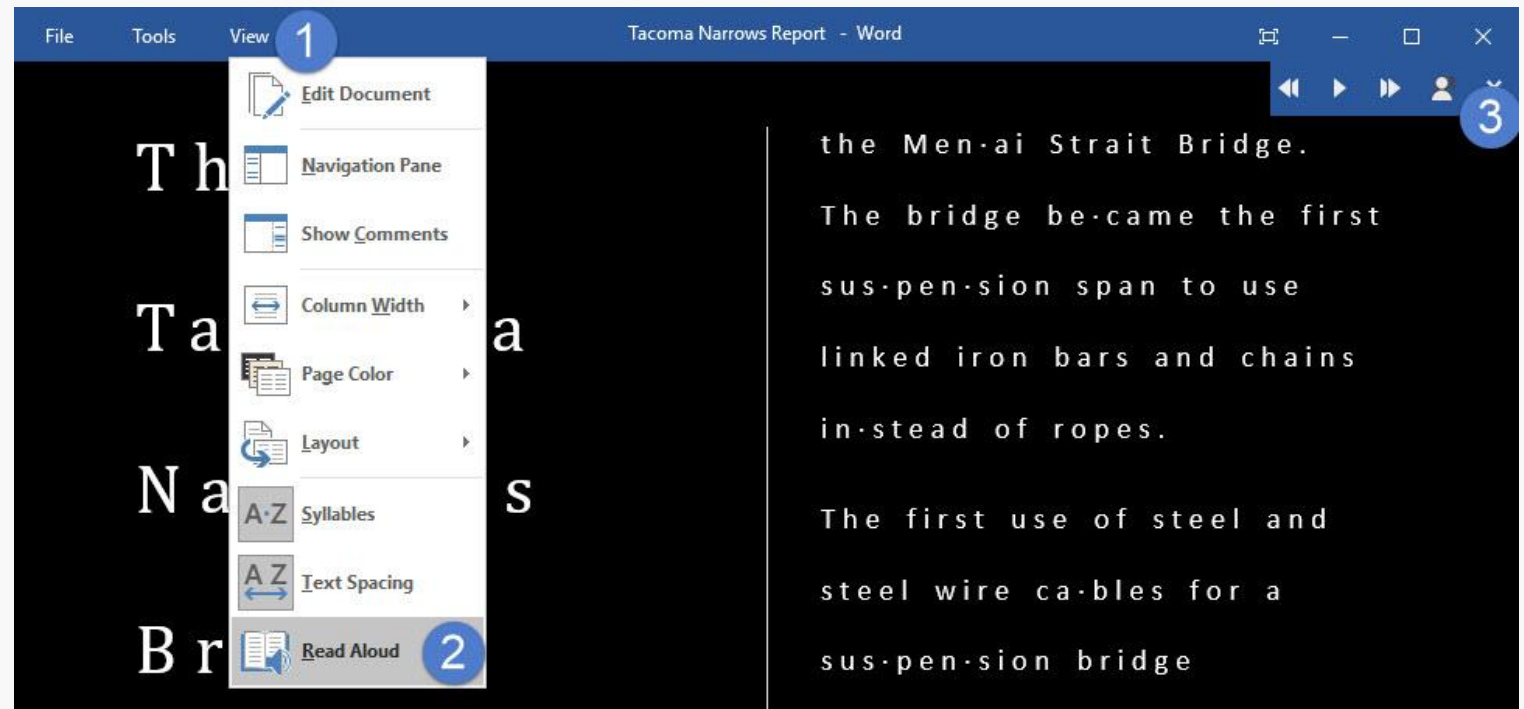 File Tools View 1 Tacoma Narrows Report - Word
Edit Document
Navigation Pane
Show Comments
Column Width
Page Color
Layout
A·Z Syllables
A Z Text Spacing
Read Aloud 2
3
Th
Ta a
Na s
Br
the Men·ai Strait Bridge.
The bridge be·came the first
sus·pen·sion span to use
linked iron bars and chains
in·stead of ropes.
The first use of steel and
steel wire ca·bles for a
sus·pen·sion bridge